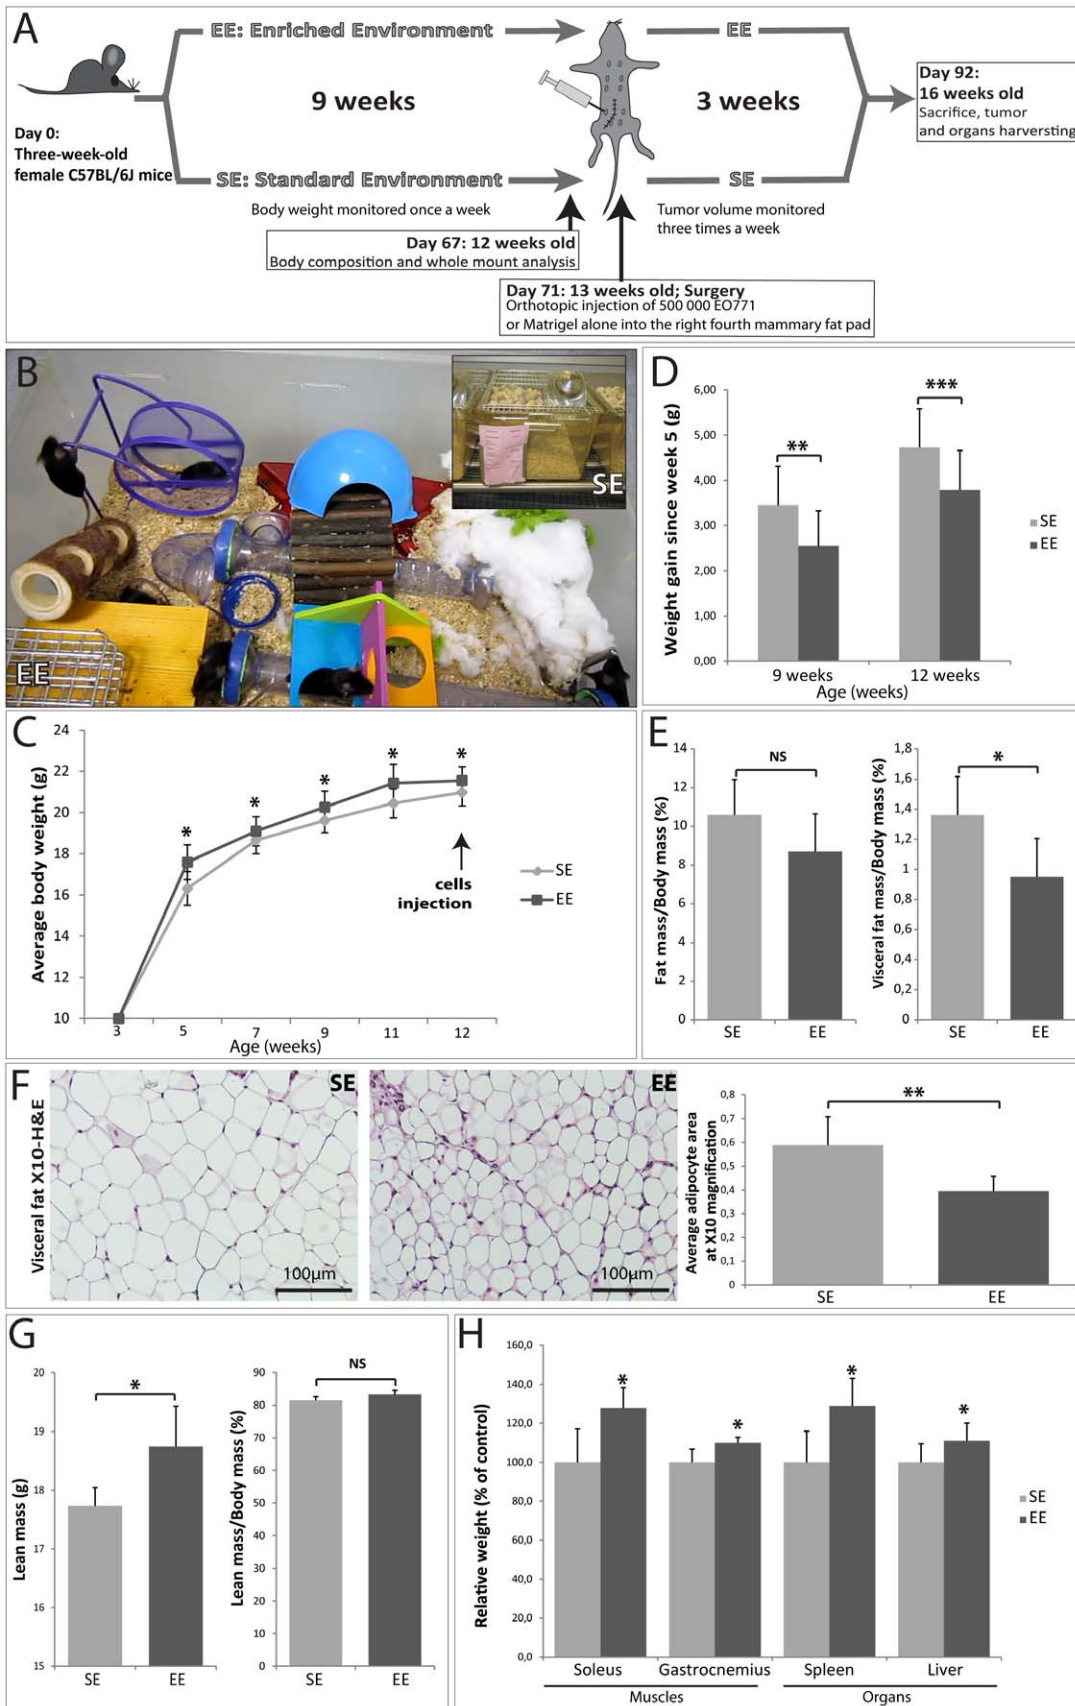 A
EE: Enriched Environment
EE
9 weeks
3 weeks
Day 92:
16 weeks old
Sacrifice, tumor
and organs harversting
Day 0:
Three-week-old
female C57BL/6J mice
SE: Standard Environment
SE
Body weight monitored once a week
Tumor volume monitored
three times a week
Day 67: 12 weeks old
Body composition and whole mount analysis
Day 71: 13 weeks old; Surgery
Orthotopic injection of 500 000 EO771
or Matrigel alone into the right fourth mammary fat pad
B
SE
EE
D
Weight gain since week 5 (g)
6,00
5,00
4,00
3,00
2,00
1,00
0,00
**
***
SE
EE
9 weeks
12 weeks
Age (weeks)
C
Average body weight (g)
24
22
20
18
16
14
12
10
*
*
*
*
*
cells
injection
SE
EE
3
5
7
9
11
12
Age (weeks)
E
Fat mass/Body mass (%)
14
12
10
8
6
4
2
0
NS
SE
EE
Visceral fat mass/Body mass (%)
1,8
1,6
1,4
1,2
1
0,8
0,6
0,4
0,2
0
*
SE
EE
F
Visceral fat X10-H&E
SE
100µm
EE
100µm
Average adipocyte area
at X10 magnification
0,8
0,7
0,6
0,5
0,4
0,3
0,2
0,1
0
**
SE
EE
G
Lean mass (g)
20
19
18
17
16
15
*
SE
EE
Lean mass/Body mass (%)
90
80
70
60
50
40
30
20
10
0
NS
SE
EE
H
Relative weight (% of control)
160,0
140,0
120,0
100,0
80,0
60,0
40,0
20,0
0,0
*
*
*
*
SE
EE
Soleus
Gastrocnemius
Spleen
Liver
Muscles
Organs